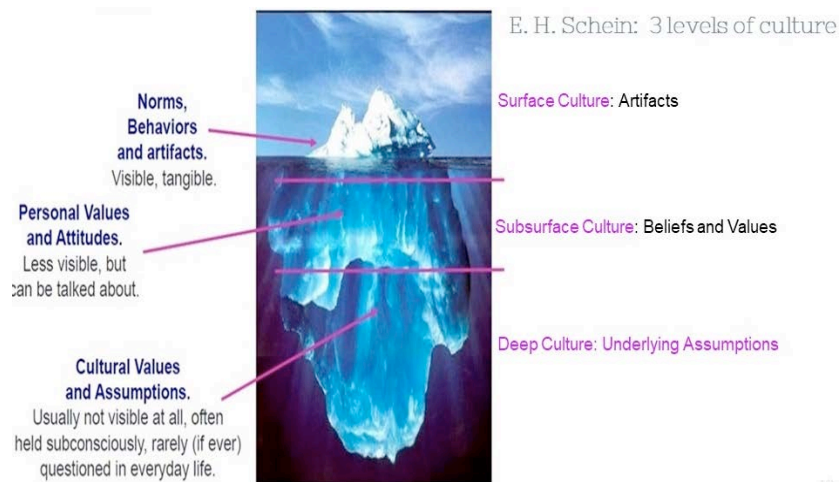 E. H. Schein: 3 levels of culture
Norms,
Behaviors
and artifacts.
Visible, tangible.
Surface Culture: Artifacts
Personal Values
and Attitudes.
Less visible, but
can be talked about.
Subsurface Culture: Beliefs and Values
Cultural Values
and Assumptions.
Usually not visible at all, often
held subconsciously, rarely (if ever)
questioned in everyday life.
Deep Culture: Underlying Assumptions